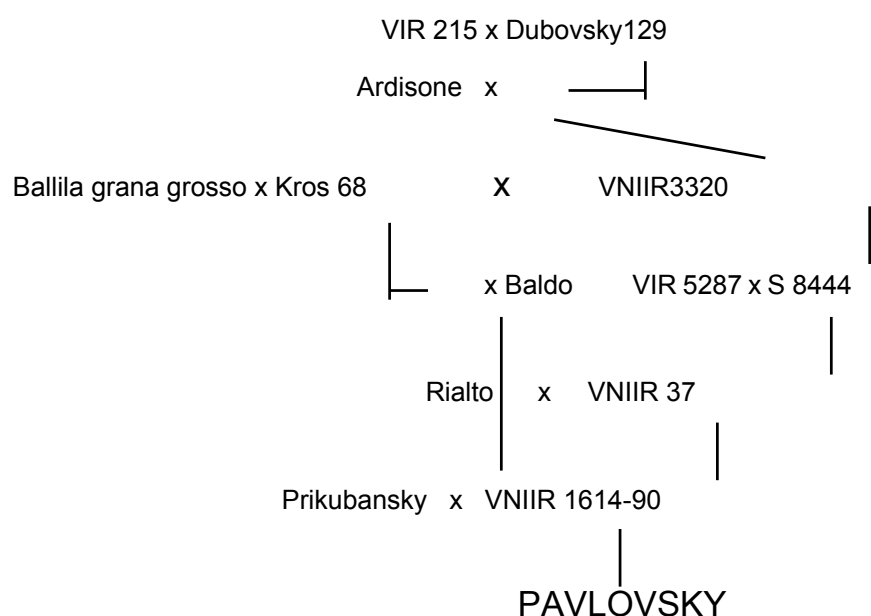 VIR 215 x Dubovsky129
Ardisone x
Ballila grana grosso x Kros 68 x VNIIR3320
x Baldo VIR 5287 x S 8444
Rialto x VNIIR 37
Prikubansky x VNIIR 1614-90
PAVLOVSKY